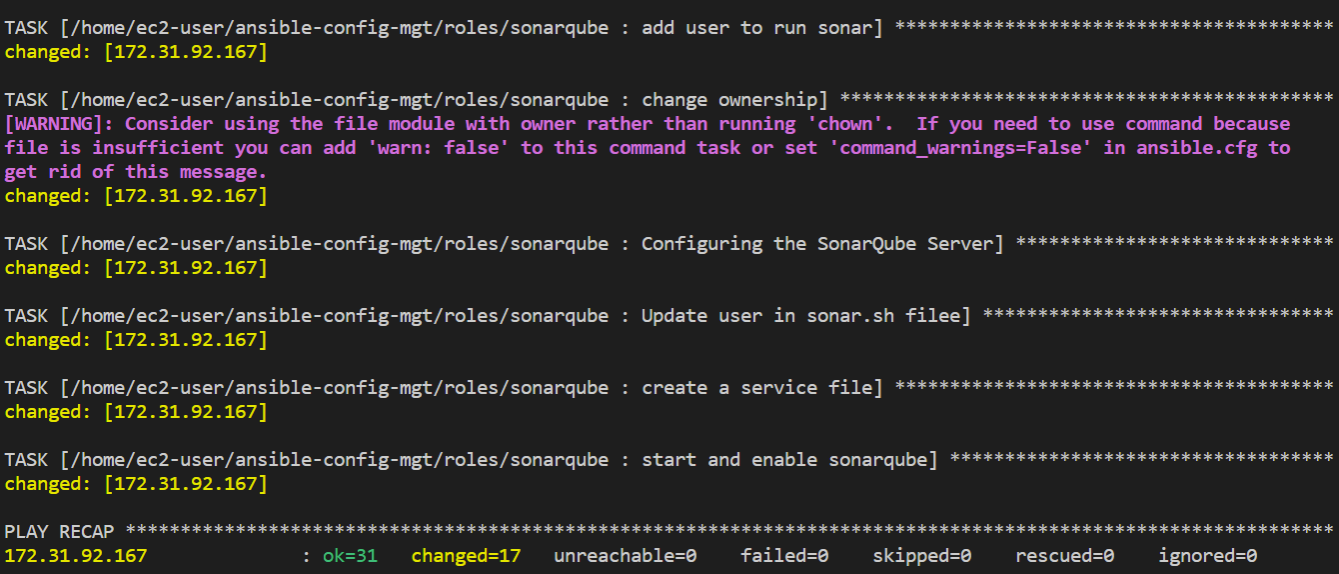 TASK [/home/ec2-user/ansible-config-mgt/roles/sonarqube : add user to run sonar] ****************************************
changed: [172.31.92.167]
TASK [/home/ec2-user/ansible-config-mgt/roles/sonarqube : change ownership] *********************************************
[WARNING]: Consider using the file module with owner rather than running 'chown'.  If you need to use command because
file is insufficient you can add 'warn: false' to this command task or set 'command_warnings=False' in ansible.cfg to
get rid of this message.
changed: [172.31.92.167]
TASK [/home/ec2-user/ansible-config-mgt/roles/sonarqube : Configuring the SonarQube Server] *****************************
changed: [172.31.92.167]
TASK [/home/ec2-user/ansible-config-mgt/roles/sonarqube : Update user in sonar.sh filee] ********************************
changed: [172.31.92.167]
TASK [/home/ec2-user/ansible-config-mgt/roles/sonarqube : create a service file] ****************************************
changed: [172.31.92.167]
TASK [/home/ec2-user/ansible-config-mgt/roles/sonarqube : start and enable sonarqube] ***********************************
changed: [172.31.92.167]
PLAY RECAP **************************************************************************************************************
172.31.92.167              : ok=31   changed=17   unreachable=0    failed=0    skipped=0    rescued=0    ignored=0